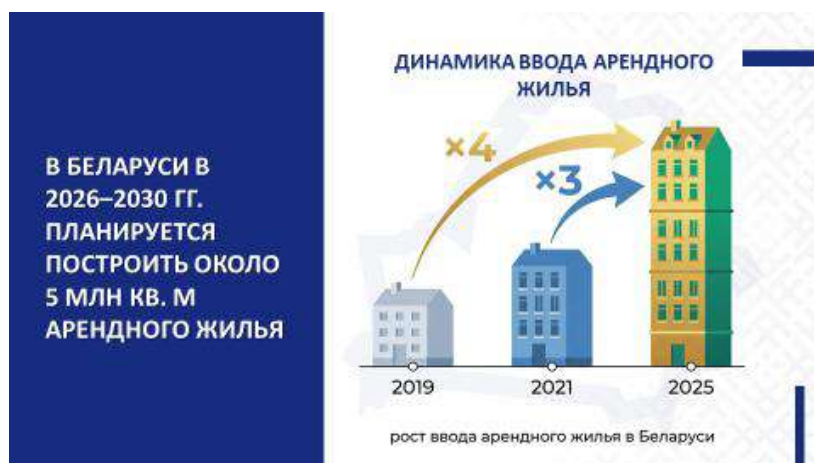 В БЕЛАРУСИ В
2026–2030 ГГ.
ПЛАНИРУЕТСЯ
ПОСТРОИТЬ ОКОЛО
5 МЛН КВ. М
АРЕНДНОГО ЖИЛЬЯ
ДИНАМИКА ВВОДА АРЕНДНОГО
ЖИЛЬЯ
×4
×3
2019
2021
2025
рост ввода арендного жилья в Беларуси